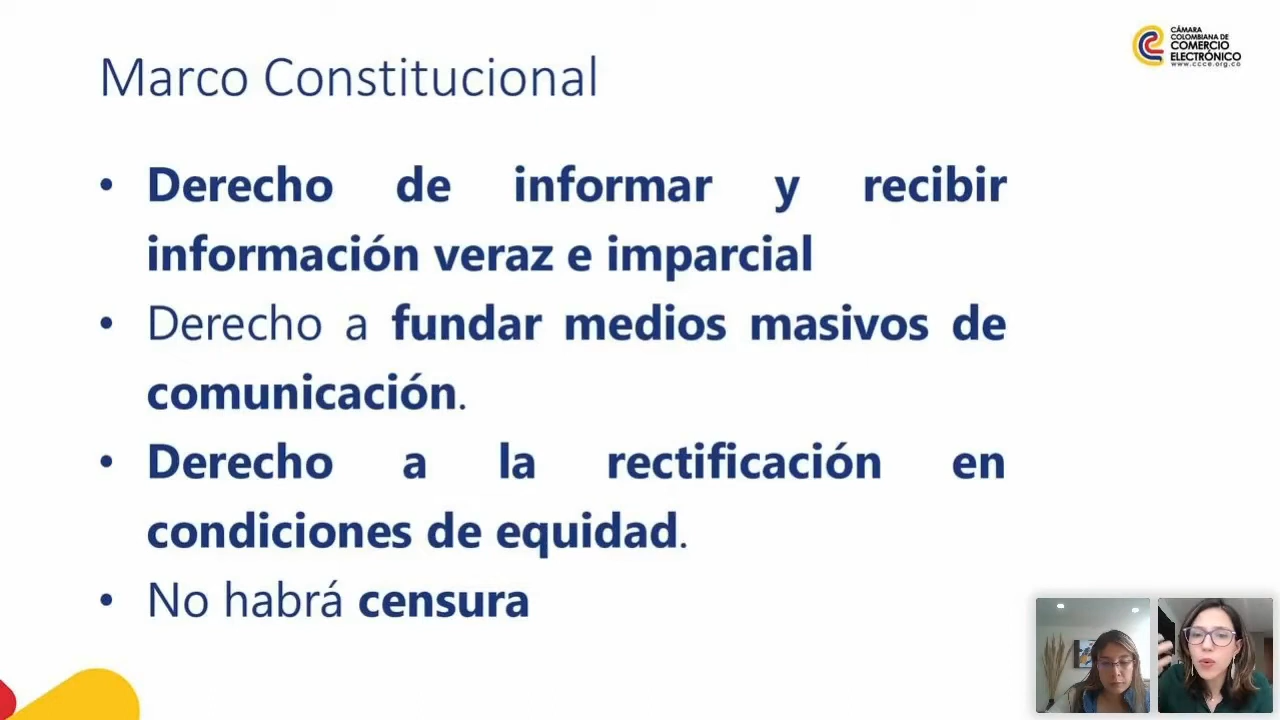 Marco Constitucional
CÁMARA
COLOMBIANA DE
COMERCIO
ELECTRÓNICO
www.ccce.org.co
• Derecho de informar y recibir
información veraz e imparcial
• Derecho a fundar medios masivos de
comunicación.
• Derecho a la rectificación en
condiciones de equidad.
• No habrá censura